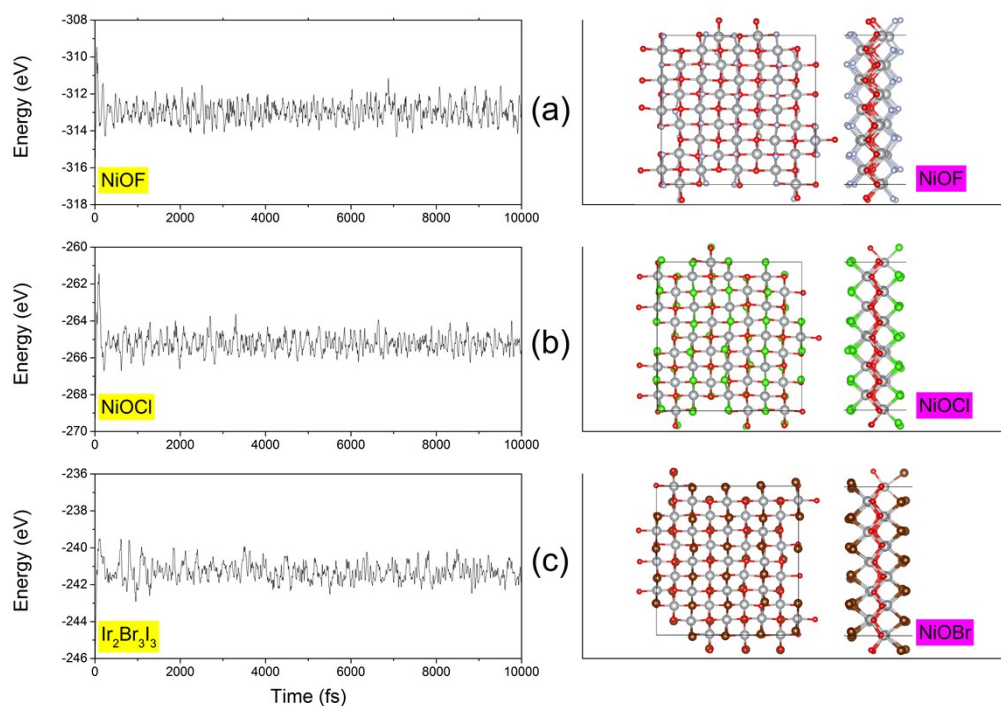 -308
-310
-312
-314
-316
-318
Energy (eV)
NiOF
0 2000 4000 6000 8000 10000
(a)
NiOF
-260
-262
-264
-266
-268
-270
Energy (eV)
NiOCl
0 2000 4000 6000 8000 10000
(b)
NiOCl
-236
-238
-240
-242
-244
-246
Energy (eV)
Ir₂Br₃I₃
0 2000 4000 6000 8000 10000
Time (fs)
(c)
NiOBr